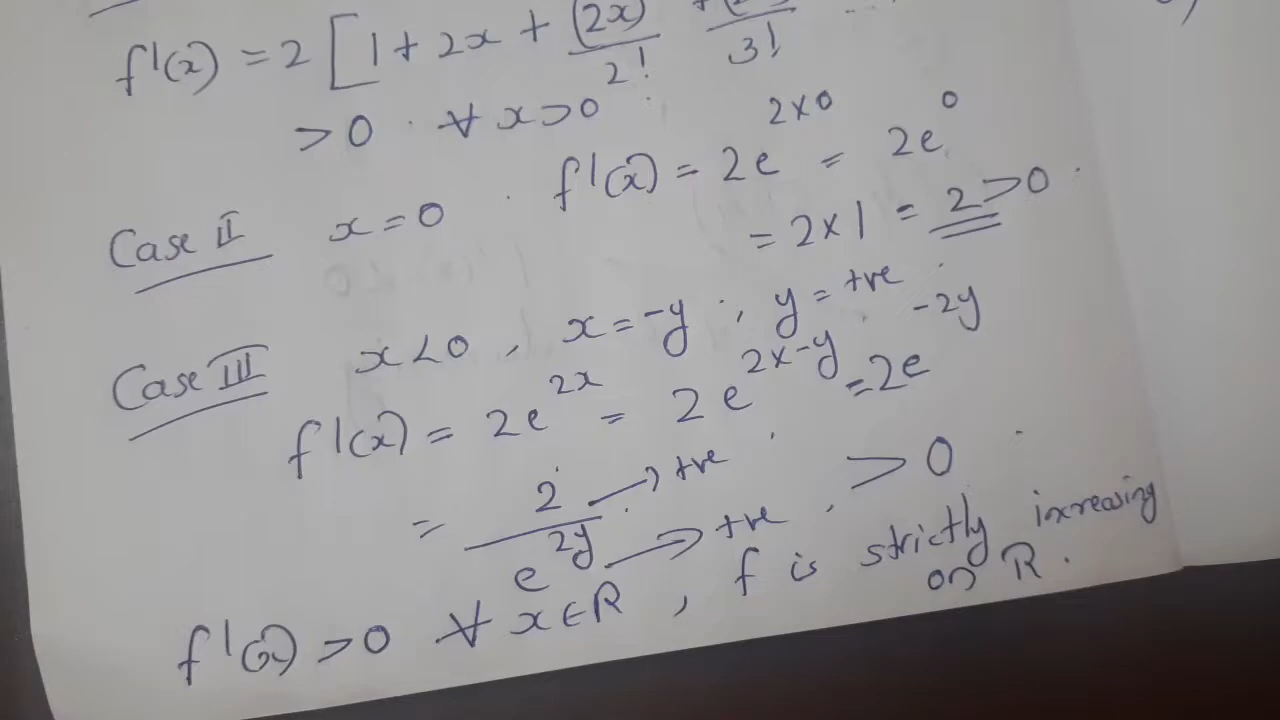 f'(x) = 2 [ 1 + 2x + (2x)/2! + /3! ...
> 0 . ∀ x > 0
Case II x = 0 . f'(x) = 2e^{2×0} = 2e^0
= 2×1 = 2 > 0 .
Case III x < 0 , x = -y ; y = +ve
f'(x) = 2e^{2x} = 2e^{2×-y} = 2e^{-2y}
= 2/e^{2y} → +ve → +ve . > 0 .
f'(x) > 0 ∀ x ∈ R , f is strictly increasing
on R .